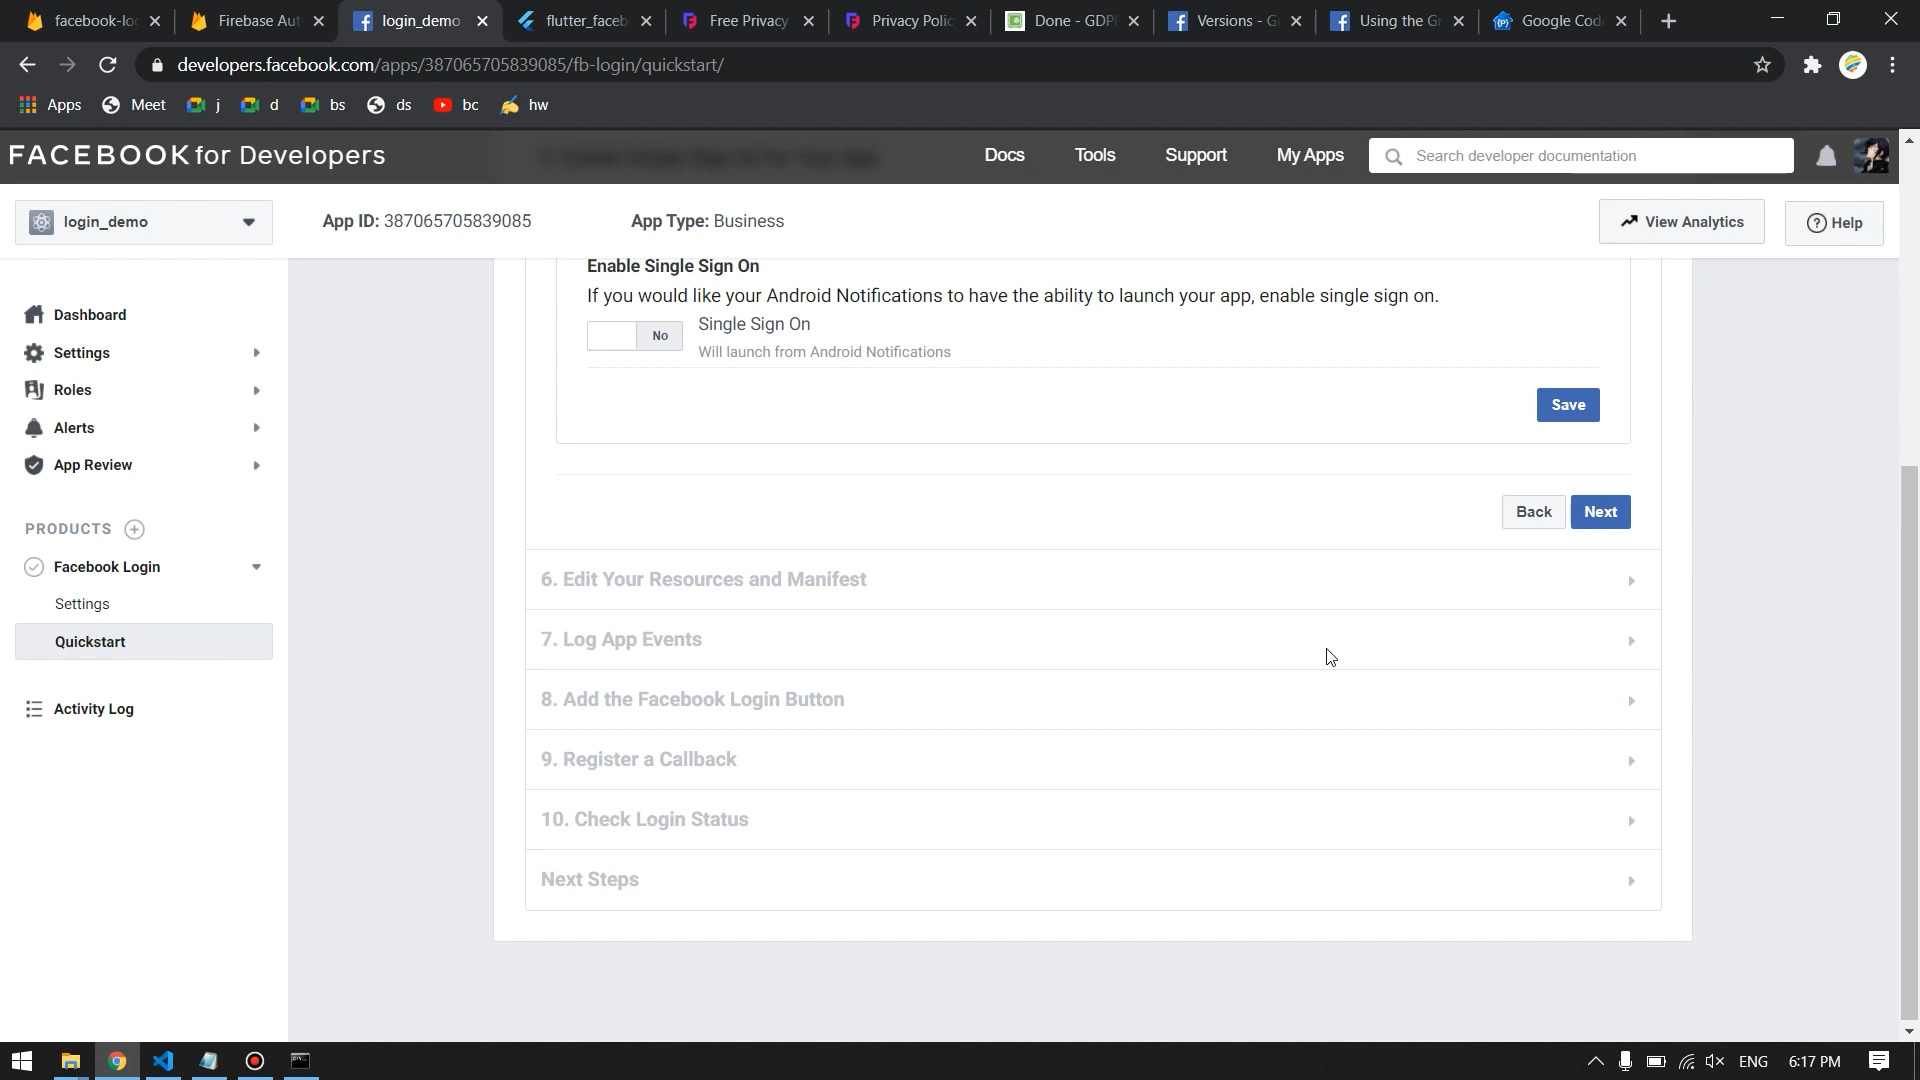 facebook-lo
Firebase Aut
login_demo
flutter_faceb
Free Privacy
Privacy Polic
Done - GDP
Versions - G
Using the G
Google Cod
developers.facebook.com/apps/387065705839085/fb-login/quickstart/
Apps
Meet
j
d
bs
ds
bc
hw
FACEBOOK for Developers
Docs
Tools
Support
My Apps
Search developer documentation
login_demo
App ID: 387065705839085
App Type: Business
View Analytics
Help
Dashboard
Settings
Roles
Alerts
App Review
PRODUCTS
Facebook Login
Settings
Quickstart
Activity Log
Enable Single Sign On
If you would like your Android Notifications to have the ability to launch your app, enable single sign on.
No
Single Sign On
Will launch from Android Notifications
Save
Back
Next
6. Edit Your Resources and Manifest
7. Log App Events
8. Add the Facebook Login Button
9. Register a Callback
10. Check Login Status
Next Steps
ENG
6:17 PM